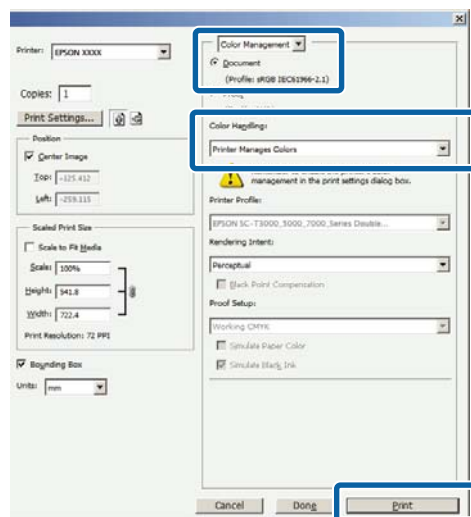 Printer: EPSON XXXX
Copies: 1
Print Settings...
Position
Center Image
Top: -125.412
Left: -259.115
Scaled Print Size
Scale to Fit Media
Scale: 100%
Height: 541.8
Width: 722.4
Print Resolution: 72 PPI
Bounding Box
Units: mm
Color Management
Document
(Profile: sRGB IEC61966-2.1)
Color Handling:
Printer Manages Colors
management in the print settings dialog box.
Printer Profile:
EPSON SC-T3000_5000_7000_Series Double...
Rendering Intent:
Perceptual
Black Point Compensation
Proof Setup:
Working CMYK
Simulate Paper Color
Simulate Black Ink
Cancel
Done
Print